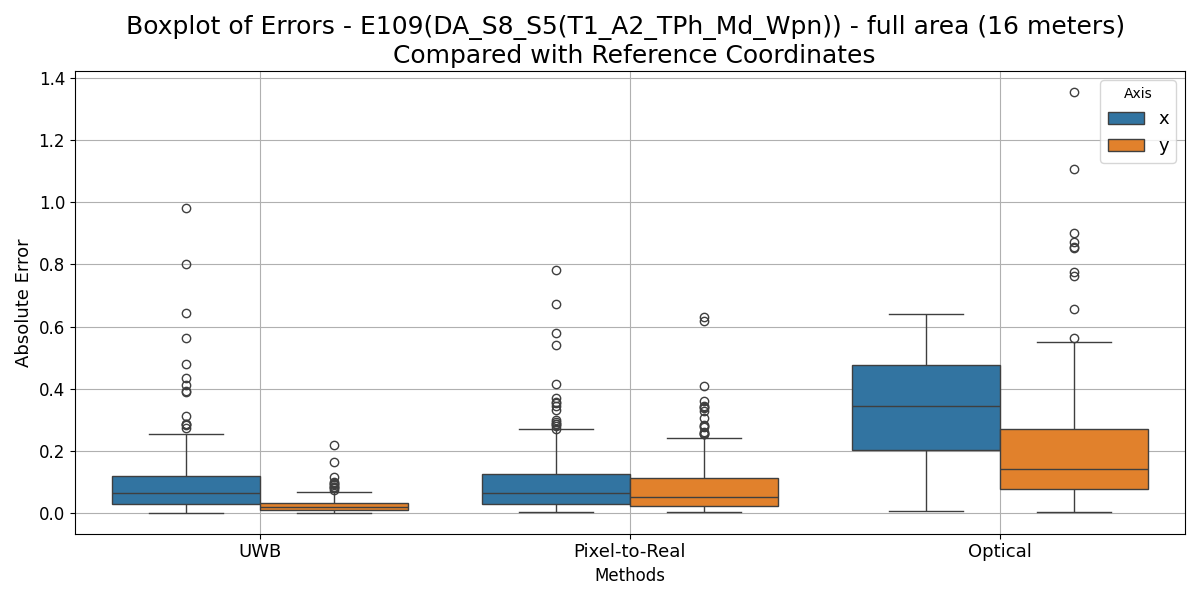 Boxplot of Errors - E109(DA_S8_S5(T1_A2_TPh_Md_Wpn)) - full area (16 meters)
Compared with Reference Coordinates
Absolute Error
1.4
1.2
1.0
0.8
0.6
0.4
0.2
0.0
Axis
x
y
UWB
Pixel-to-Real
Optical
Methods